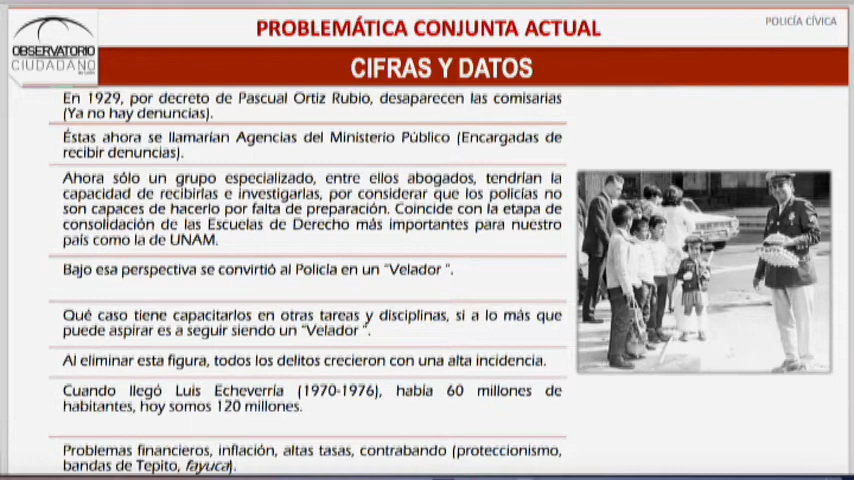 POLICÍA CÍVICA
OBSERVATORIO
CIUDADANO
PROBLEMÁTICA CONJUNTA ACTUAL
CIFRAS Y DATOS
En 1929, por decreto de Pascual Ortiz Rubio, desaparecen las comisarias
(Ya no hay denuncias).
Éstas ahora se llamarían Agencias del Ministerio Público (Encargadas de
recibir denuncias).
Ahora sólo un grupo especializado, entre ellos abogados, tendrían la
capacidad de recibirlas e investigarlas, por considerar que los policías no
son capaces de hacerlo por falta de preparación. Coincide con la etapa de
consolidación de las Escuelas de Derecho más importantes para nuestro
país como la de UNAM.
Bajo esa perspectiva se convirtió al Policía en un "Velador ".
Qué caso tiene capacitarlos en otras tareas y disciplinas, si a lo más que
puede aspirar es a seguir siendo un "Velador ".
Al eliminar esta figura, todos los delitos crecieron con una alta incidencia.
Cuando llegó Luis Echeverría (1970-1976), había 60 millones de
habitantes, hoy somos 120 millones.
Problemas financieros, inflación, altas tasas, contrabando (proteccionismo,
bandas de Tepito, fayuca).